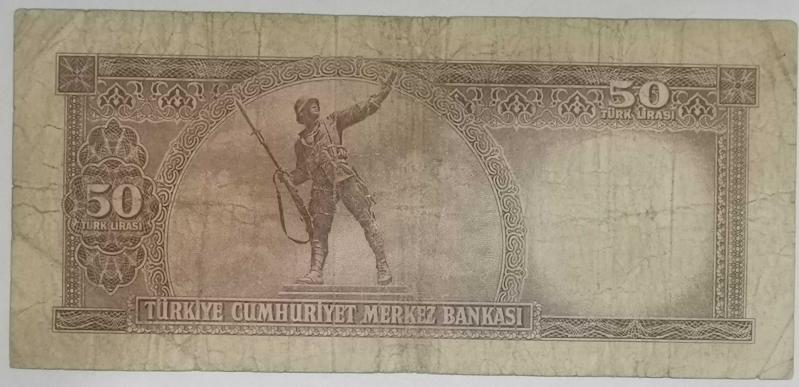 50
TÜRK LİRASI
50
TÜRK LİRASI
TÜRKİYE CUMHURİYET MERKEZ BANKASI